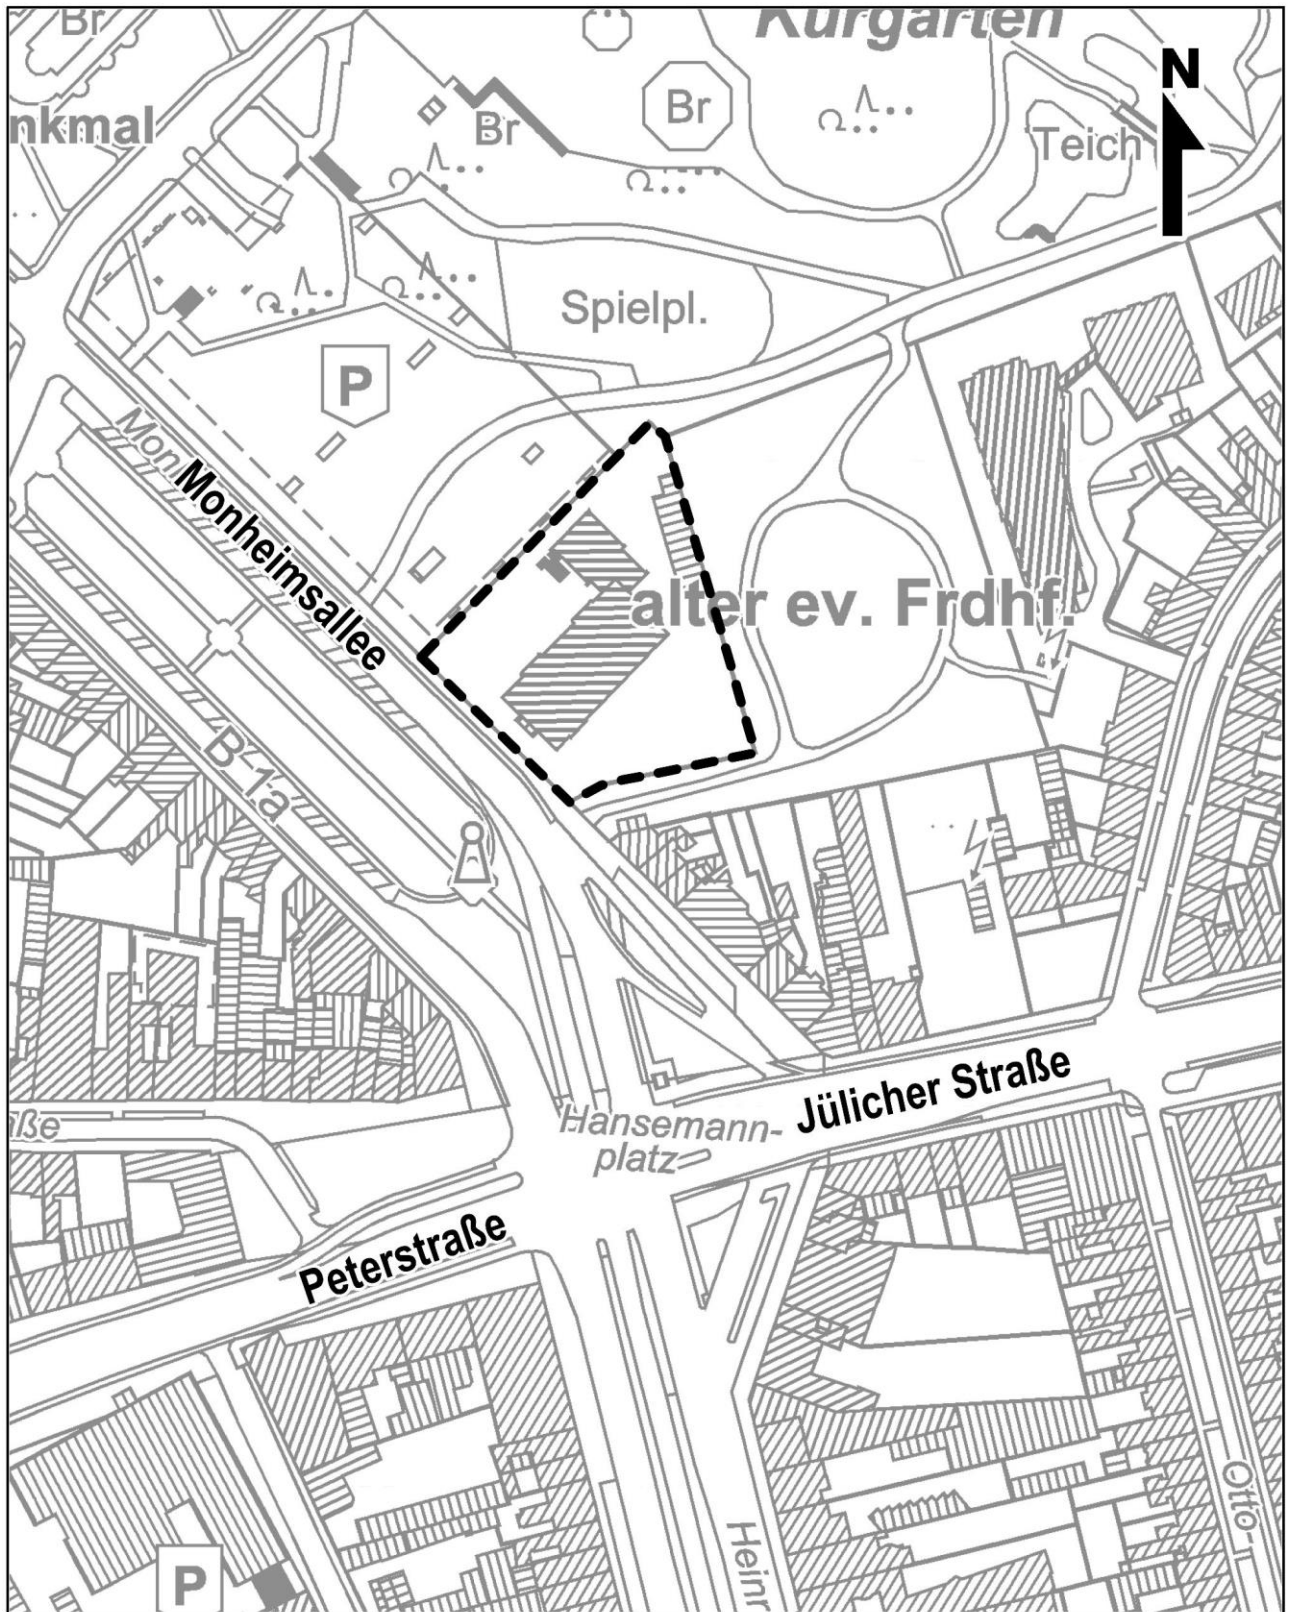 Br
Kurgarten
N
nkmal
Br
Br
Teich
Spielpl.
P
Mon
Monheimsallee
alter ev. Frdhf.
B 1a
Jülicher Straße
Hansemann-
platz
ße
Peterstraße
Otto-
Heinr
P